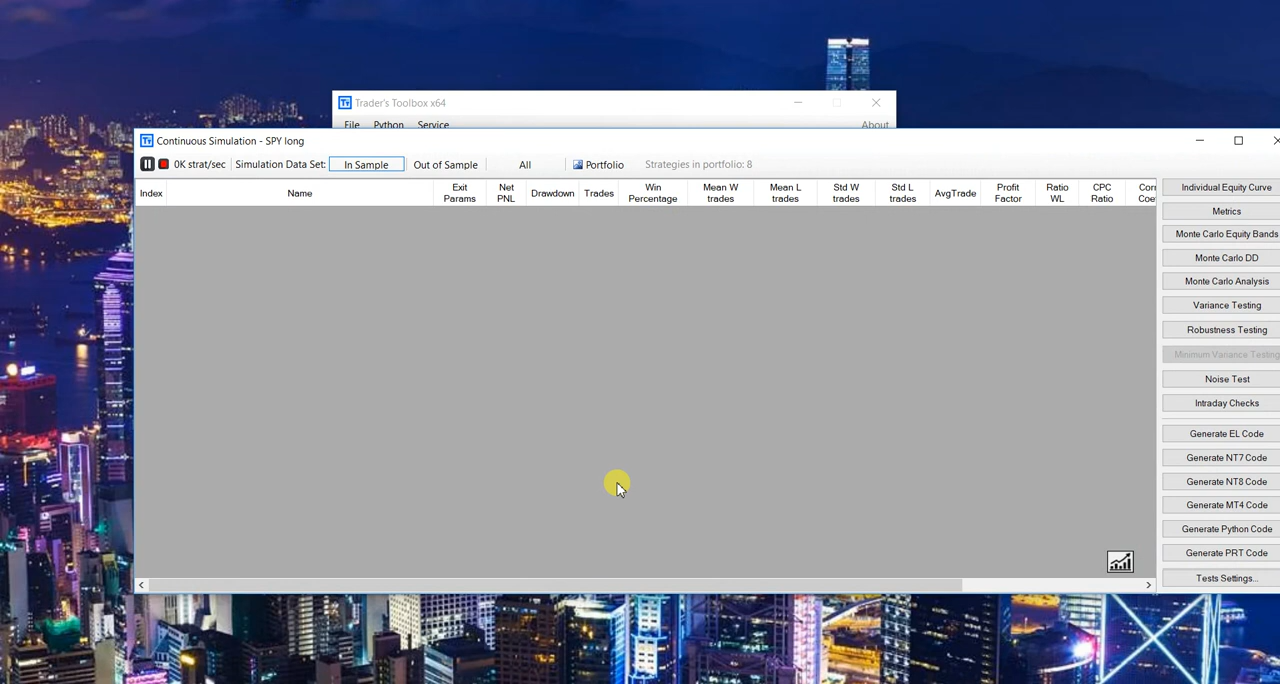 Trader's Toolbox x64
File Python Service About
Continuous Simulation - SPY long
0K strat/sec Simulation Data Set: In Sample Out of Sample All Portfolio Strategies in portfolio: 8
Index Name Exit Params Net PNL Drawdown Trades Win Percentage Mean W trades Mean L trades Std W trades Std L trades AvgTrade Profit Factor Ratio WL CPC Ratio
Individual Equity Curve
Metrics
Monte Carlo Equity Bands
Monte Carlo DD
Monte Carlo Analysis
Variance Testing
Robustness Testing
Minimum Variance Testing
Noise Test
Intraday Checks
Generate EL Code
Generate NT7 Code
Generate NT8 Code
Generate MT4 Code
Generate Python Code
Generate PRT Code
Tests Settings...